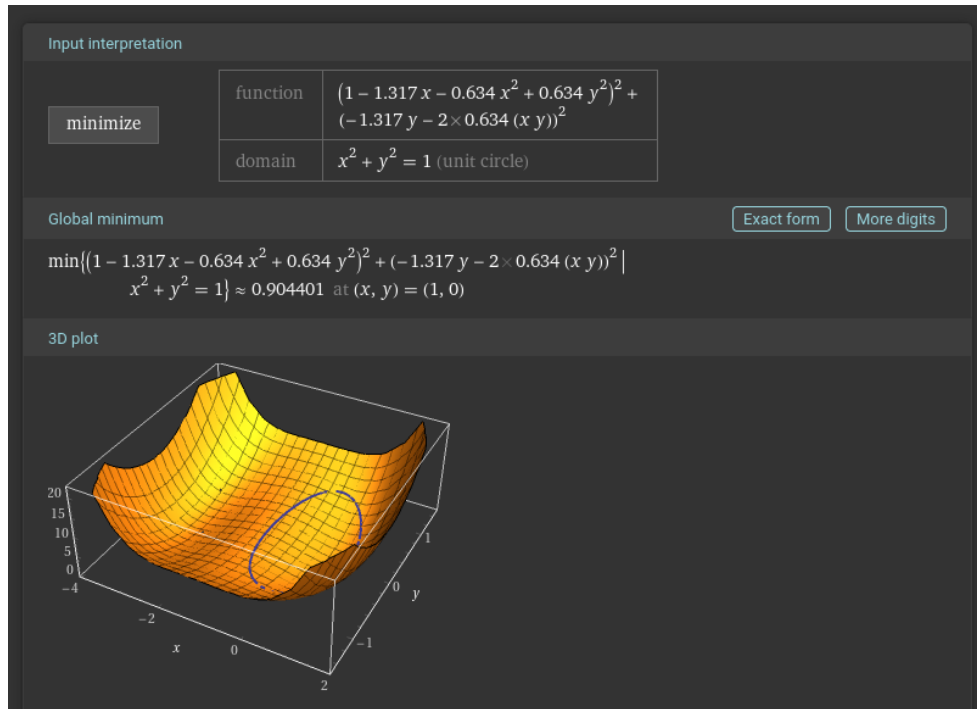 Input interpretation
minimize
function
(1 − 1.317 x − 0.634 x² + 0.634 y²)² +
(−1.317 y − 2×0.634 (x y))²
domain
x² + y² = 1 (unit circle)
Global minimum
Exact form
More digits
min{(1 − 1.317 x − 0.634 x² + 0.634 y²)² + (−1.317 y − 2×0.634 (x y))² |
x² + y² = 1} ≈ 0.904401 at (x, y) = (1, 0)
3D plot
20
15
10
5
0
−4
−2
x
0
2
1
0
y
−1